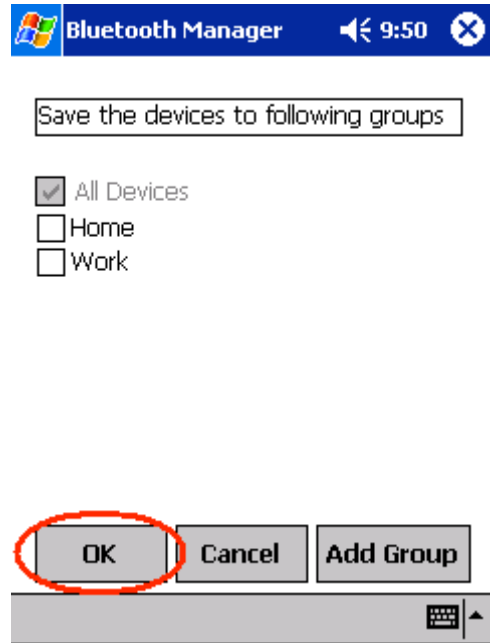 Bluetooth Manager 9:50
Save the devices to following groups
All Devices
Home
Work
OK Cancel Add Group